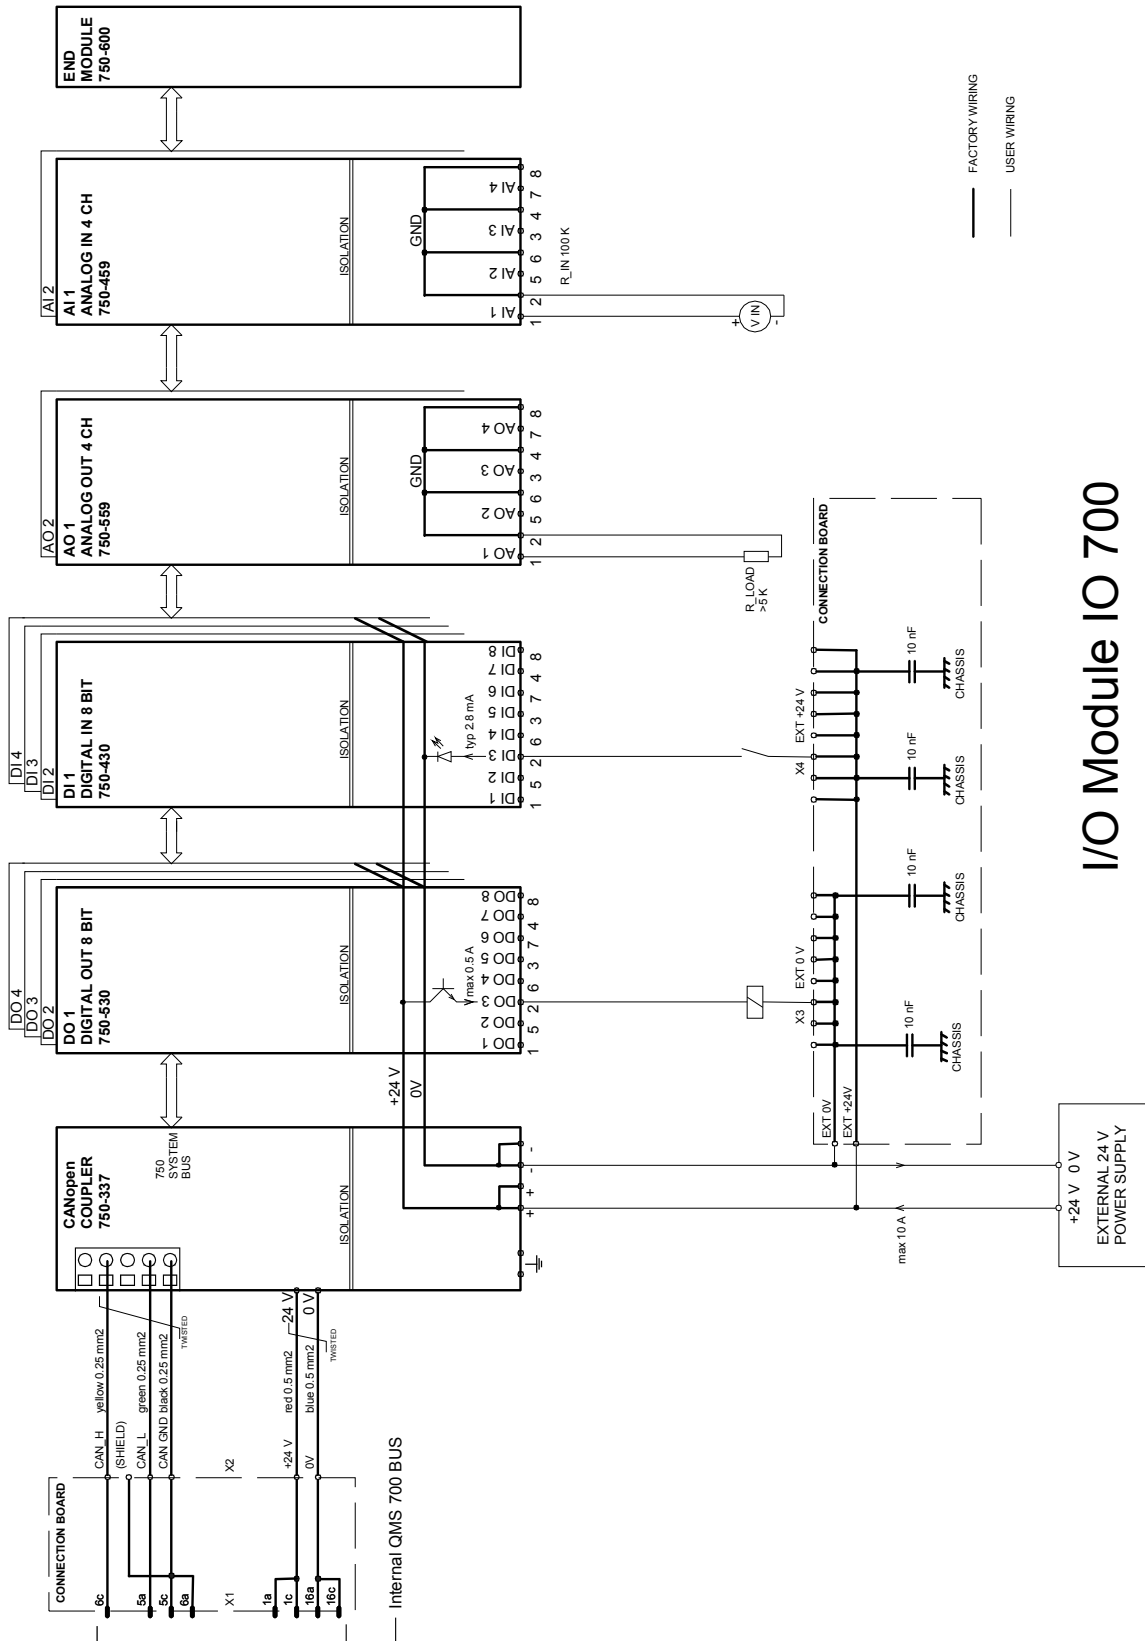 CONNECTION BOARD
6c
5a
5c
6a
X1
1a
1c
16a
16c
Internal QMS 700 BUS
CAN_H yellow 0.25 mm2
(SHIELD)
CAN_L green 0.25 mm2
CAN GND black 0.25 mm2
TWISTED
X2
+24 V red 0.5 mm2
0V blue 0.5 mm2
TWISTED
24 V
0 V
CANopen
COUPLER
750-337
750
SYSTEM
BUS
ISOLATION
+ + - -
+24 V
0V
DO 4
DO 3
DO 2
DO 1
DIGITAL OUT 8 BIT
750-530
ISOLATION
max 0.5 A
DO 1 DO 2 DO 3 DO 4 DO 5 DO 6 DO 7 DO 8
1 5 2 6 3 7 4 8
DI 4
DI 3
DI 2
DI 1
DIGITAL IN 8 BIT
750-430
ISOLATION
typ 2.8 mA
DI 1 DI 2 DI 3 DI 4 DI 5 DI 6 DI 7 DI 8
1 5 2 6 3 7 4 8
AO 2
AO 1
ANALOG OUT 4 CH
750-559
ISOLATION
GND
AO 1 AO 2 AO 3 AO 4
1 2 5 6 3 4 7 8
R_LOAD
>5 K
AI 2
AI 1
ANALOG IN 4 CH
750-459
ISOLATION
GND
AI 1 AI 2 AI 3 AI 4
1 2 5 6 3 4 7 8
R_IN 100 K
+
V IN
-
END
MODULE
750-600
CONNECTION BOARD
X3 EXT 0 V
X4 EXT +24 V
EXT 0V
EXT +24V
10 nF
CHASSIS
10 nF
CHASSIS
10 nF
CHASSIS
10 nF
CHASSIS
max 10 A
+24 V 0 V
EXTERNAL 24 V
POWER SUPPLY
FACTORY WIRING
USER WIRING
I/O Module IO 700